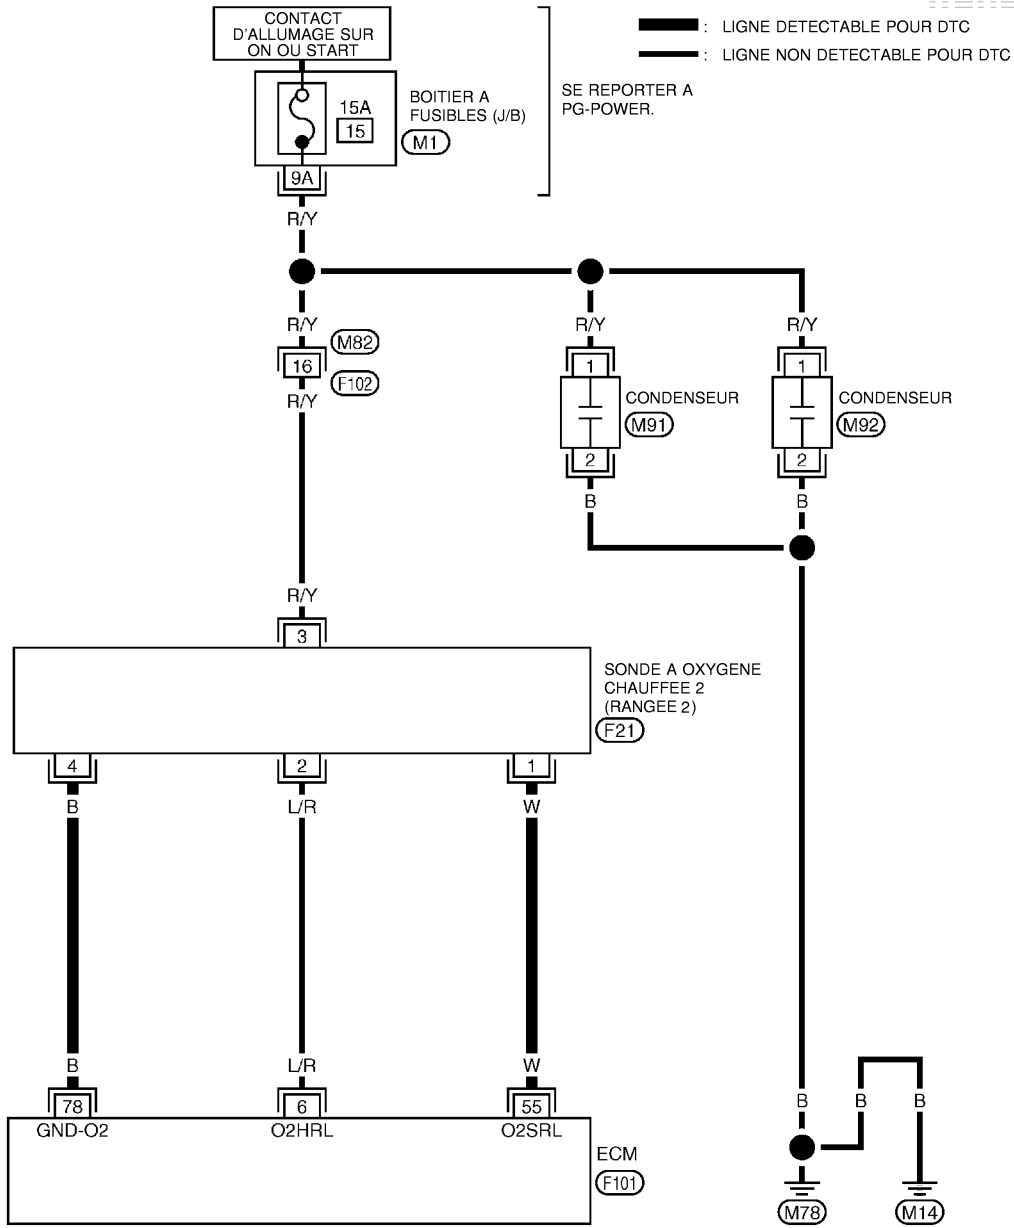 CONTACT
D'ALLUMAGE SUR
ON OU START
: LIGNE DETECTABLE POUR DTC
: LIGNE NON DETECTABLE POUR DTC
15A
15
BOITIER A
FUSIBLES (J/B)
M1
SE REPORTER A
PG-POWER.
9A
R/Y
R/Y
R/Y
R/Y
M82
16
F102
R/Y
1
1
CONDENSEUR
M91
CONDENSEUR
M92
2
2
B
B
R/Y
3
SONDE A OXYGENE
CHAUFFEE 2
(RANGEE 2)
F21
4
2
1
B
L/R
W
B
L/R
W
78
6
55
GND-O2
O2HRL
O2SRL
ECM
F101
B
B
B
M78
M14